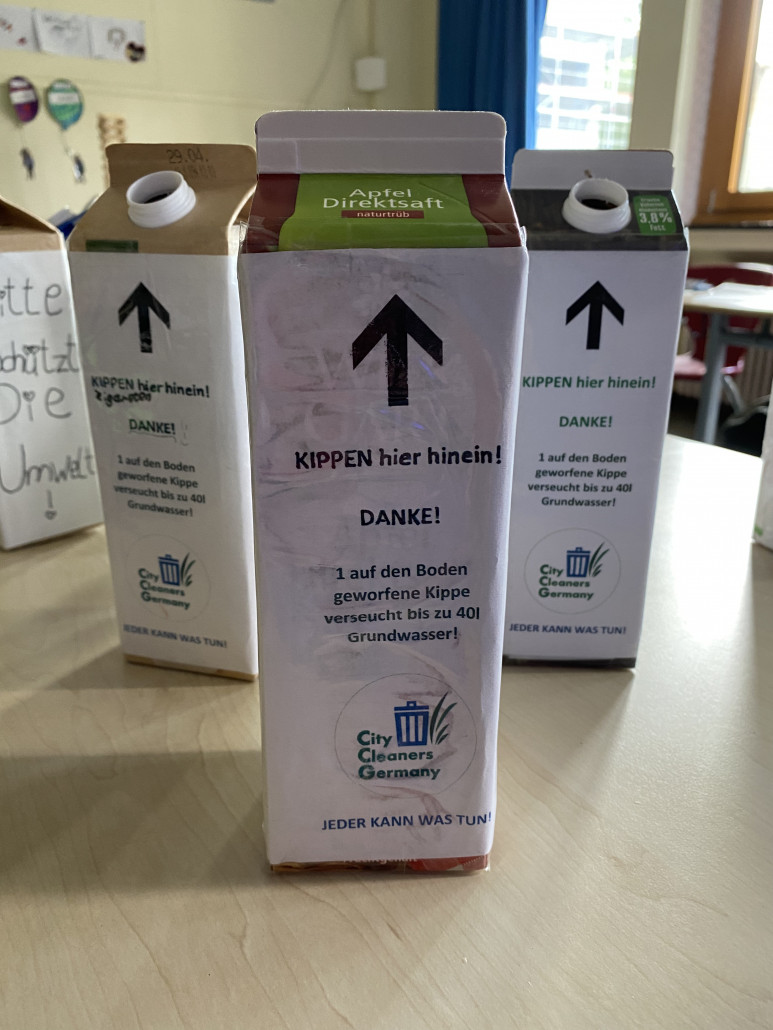 Apfel
Direktsaft
naturtrüb
KIPPEN hier hinein!
DANKE!
1 auf den Boden
geworfene Kippe
verseucht bis zu 40l
Grundwasser!
City
Cleaners
Germany
JEDER KANN WAS TUN!
29.04.
KIPPEN hier hinein!
Zigaretten
DANKE!
1 auf den Boden
geworfene Kippe
verseucht bis zu 40l
Grundwasser!
City
Cleaners
Germany
JEDER KANN WAS TUN!
3,8%
Fett
KIPPEN hier hinein!
DANKE!
1 auf den Boden
geworfene Kippe
verseucht bis zu 40l
Grundwasser!
City
Cleaners
Germany
JEDER KANN WAS TUN!
itte
chützt
Die
Umwelt
!